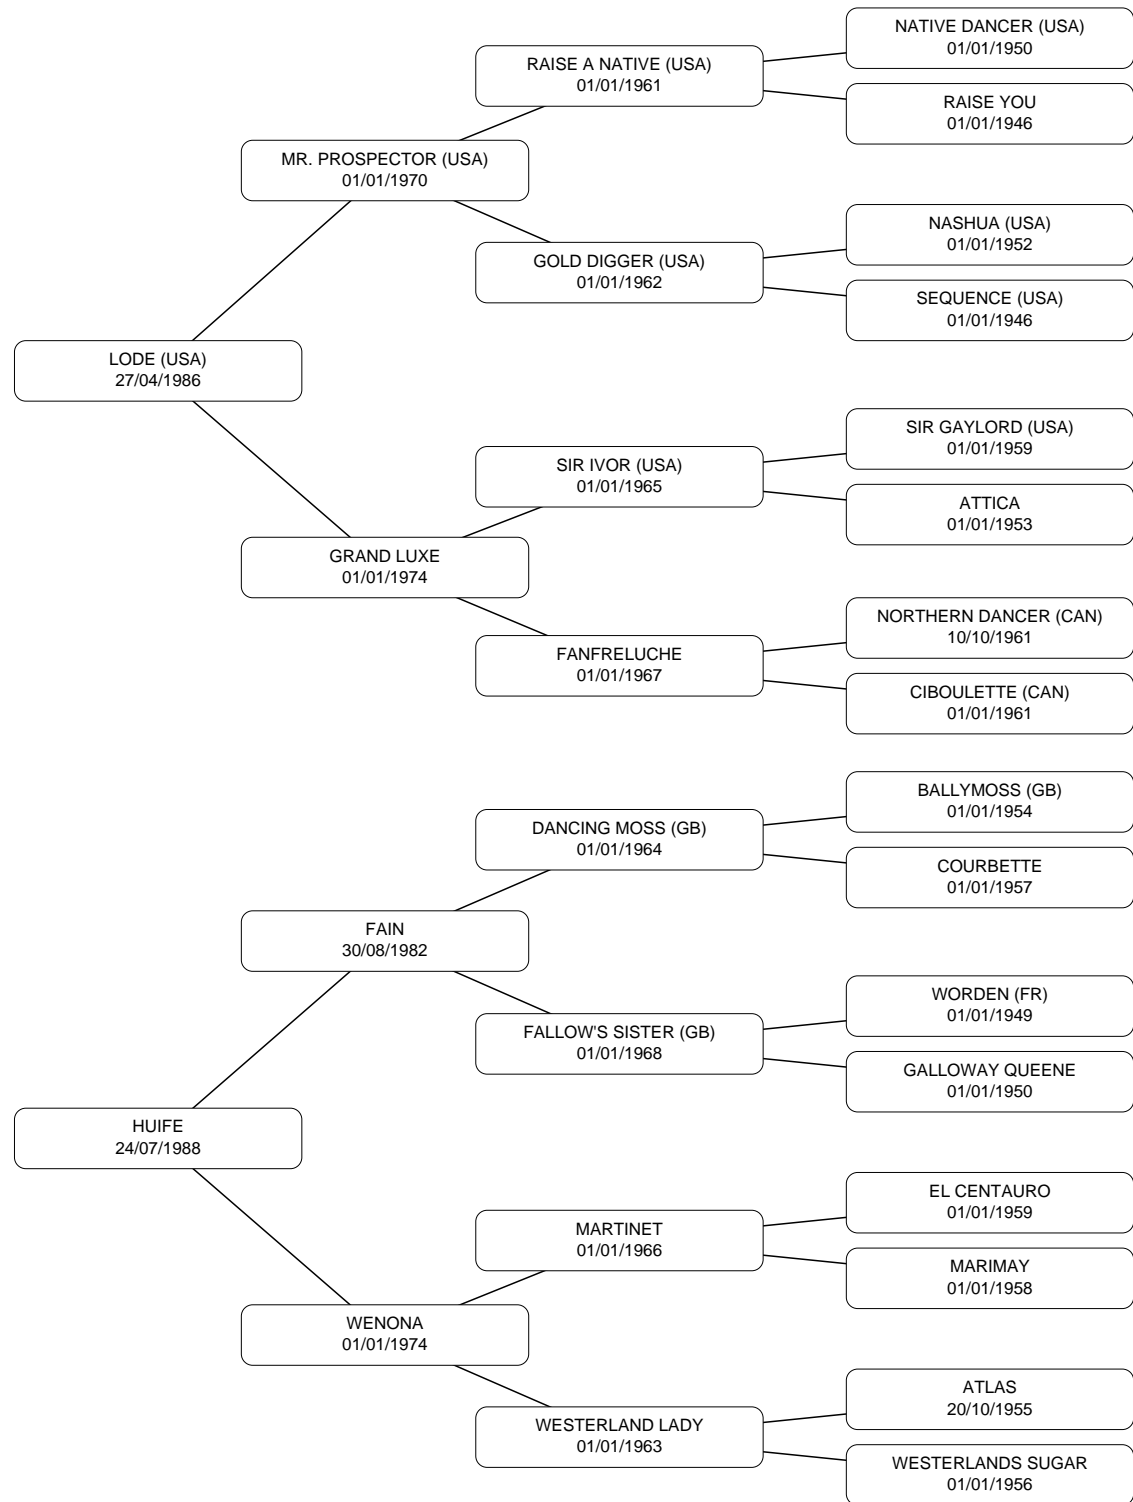 NATIVE DANCER (USA)
01/01/1950
RAISE A NATIVE (USA)
01/01/1961
RAISE YOU
01/01/1946
MR. PROSPECTOR (USA)
01/01/1970
NASHUA (USA)
01/01/1952
GOLD DIGGER (USA)
01/01/1962
SEQUENCE (USA)
01/01/1946
LODE (USA)
27/04/1986
SIR GAYLORD (USA)
01/01/1959
SIR IVOR (USA)
01/01/1965
ATTICA
01/01/1953
GRAND LUXE
01/01/1974
NORTHERN DANCER (CAN)
10/10/1961
FANFRELUCHE
01/01/1967
CIBOULETTE (CAN)
01/01/1961
BALLYMOSS (GB)
01/01/1954
DANCING MOSS (GB)
01/01/1964
COURBETTE
01/01/1957
FAIN
30/08/1982
WORDEN (FR)
01/01/1949
FALLOW'S SISTER (GB)
01/01/1968
GALLOWAY QUEENE
01/01/1950
HUIFE
24/07/1988
EL CENTAURO
01/01/1959
MARTINET
01/01/1966
MARIMAY
01/01/1958
WENONA
01/01/1974
ATLAS
20/10/1955
WESTERLAND LADY
01/01/1963
WESTERLANDS SUGAR
01/01/1956